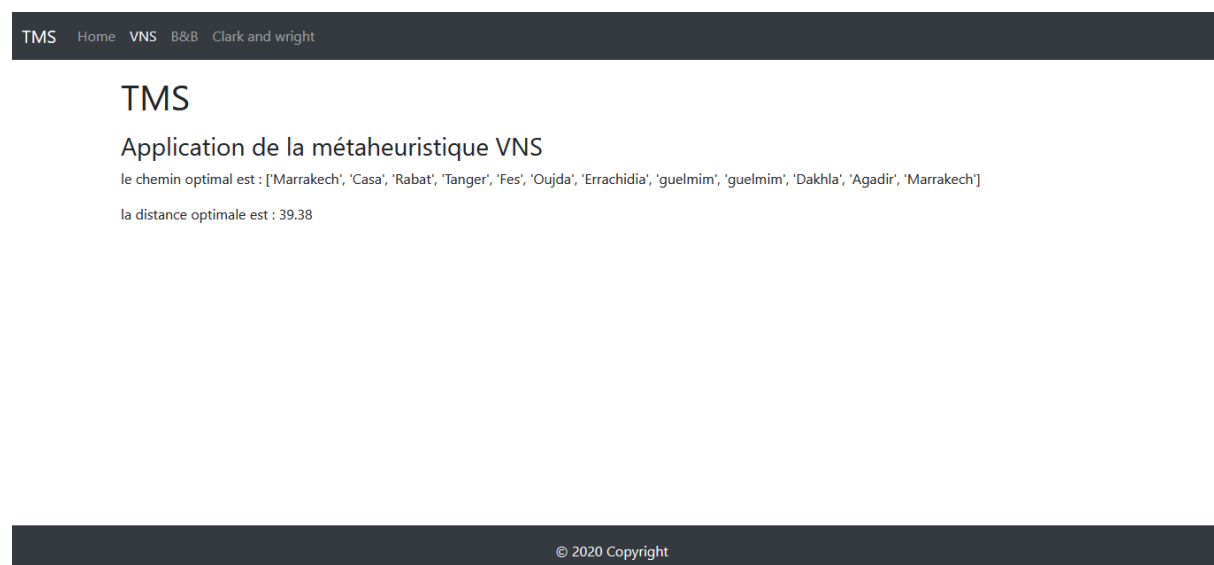 TMS Home VNS B&B Clark and wright
TMS
Application de la métaheuristique VNS
le chemin optimal est : ['Marrakech', 'Casa', 'Rabat', 'Tanger', 'Fes', 'Oujda', 'Errachidia', 'guelmim', 'guelmim', 'Dakhla', 'Agadir', 'Marrakech']
la distance optimale est : 39.38
© 2020 Copyright